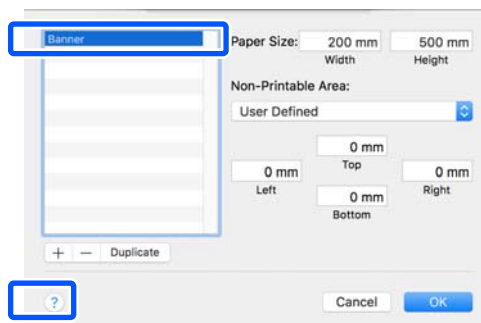 Banner
Paper Size: 200 mm 500 mm
Width Height
Non-Printable Area:
User Defined
0 mm
Top
0 mm 0 mm
Left Right
0 mm
Bottom
+ − Duplicate
? Cancel OK